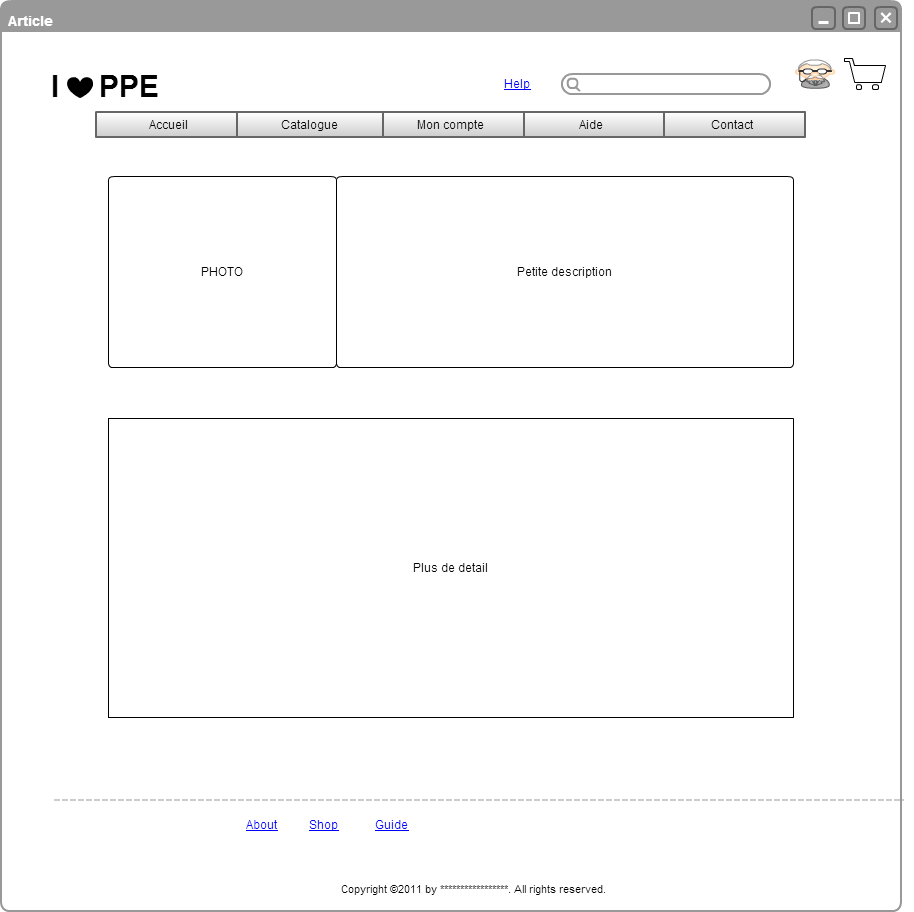 Article
I ♥ PPE
Help
Accueil Catalogue Mon compte Aide Contact
PHOTO
Petite description
Plus de detail
About Shop Guide
Copyright ©2011 by *****************. All rights reserved.